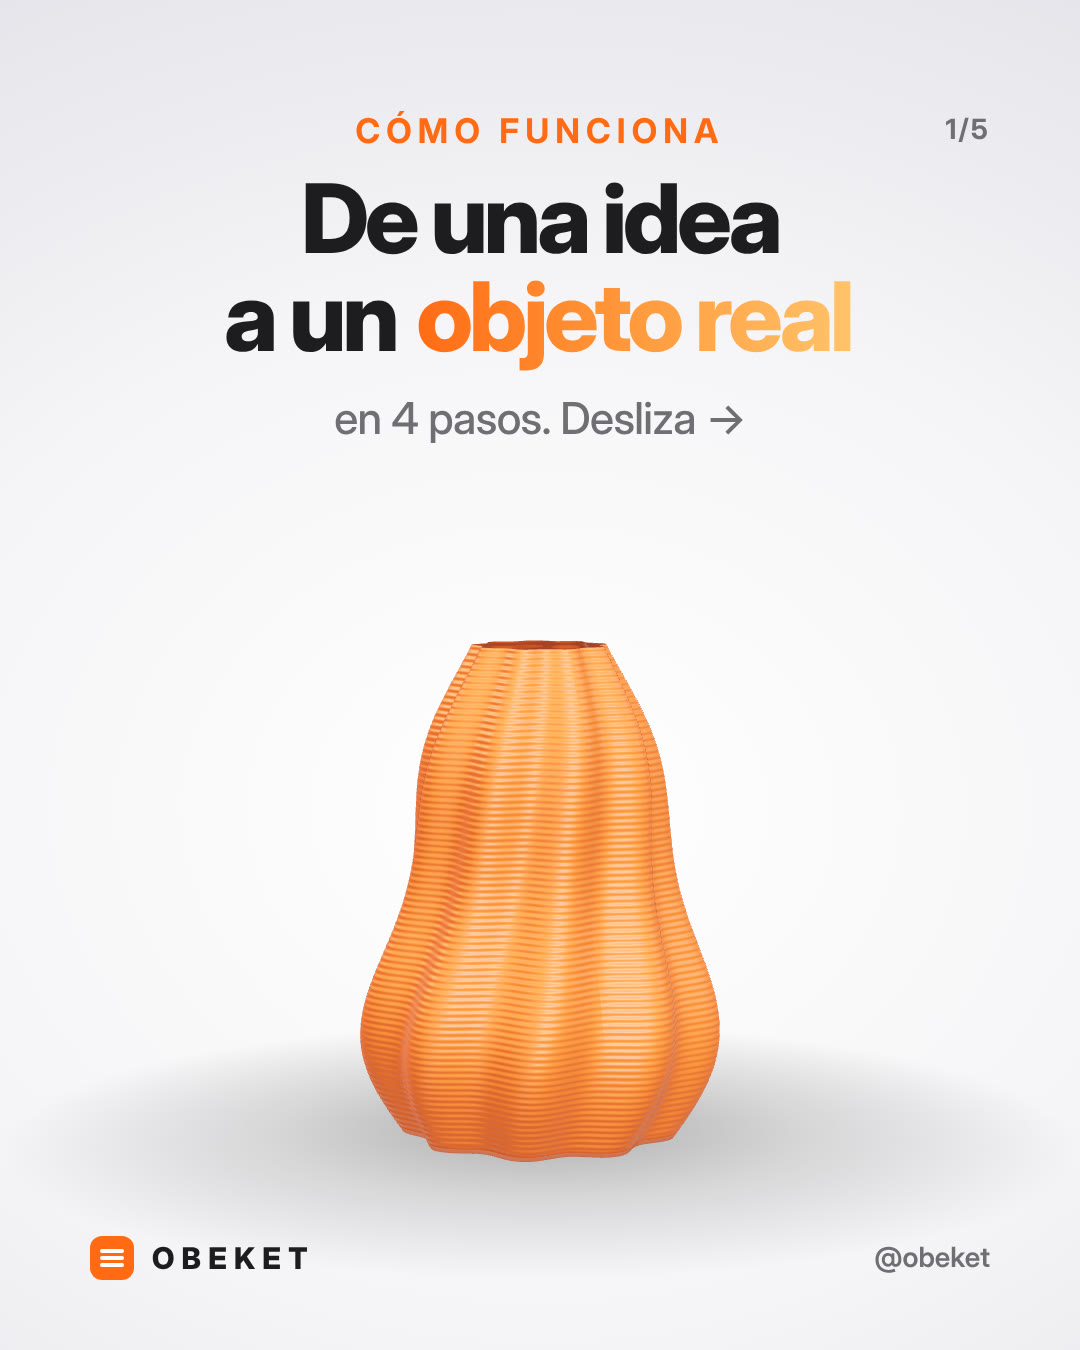 CÓMO FUNCIONA
1/5
De una idea
a un objeto real
en 4 pasos. Desliza →
OBEKET
@obeket